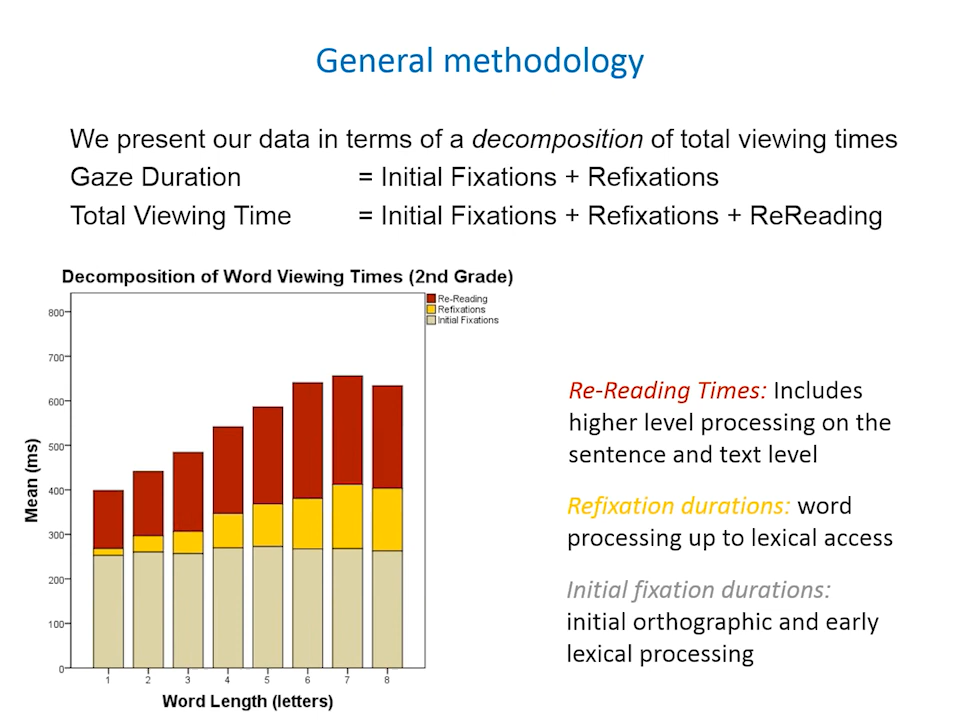 General methodology
We present our data in terms of a decomposition of total viewing times
Gaze Duration = Initial Fixations + Refixations
Total Viewing Time = Initial Fixations + Refixations + ReReading
Decomposition of Word Viewing Times (2nd Grade)
Re-Reading
Refixations
Initial Fixations
800
700
600
500
400
300
200
100
0
Mean (ms)
1 2 3 4 5 6 7 8
Word Length (letters)
Re-Reading Times: Includes
higher level processing on the
sentence and text level
Refixation durations: word
processing up to lexical access
Initial fixation durations:
initial orthographic and early
lexical processing